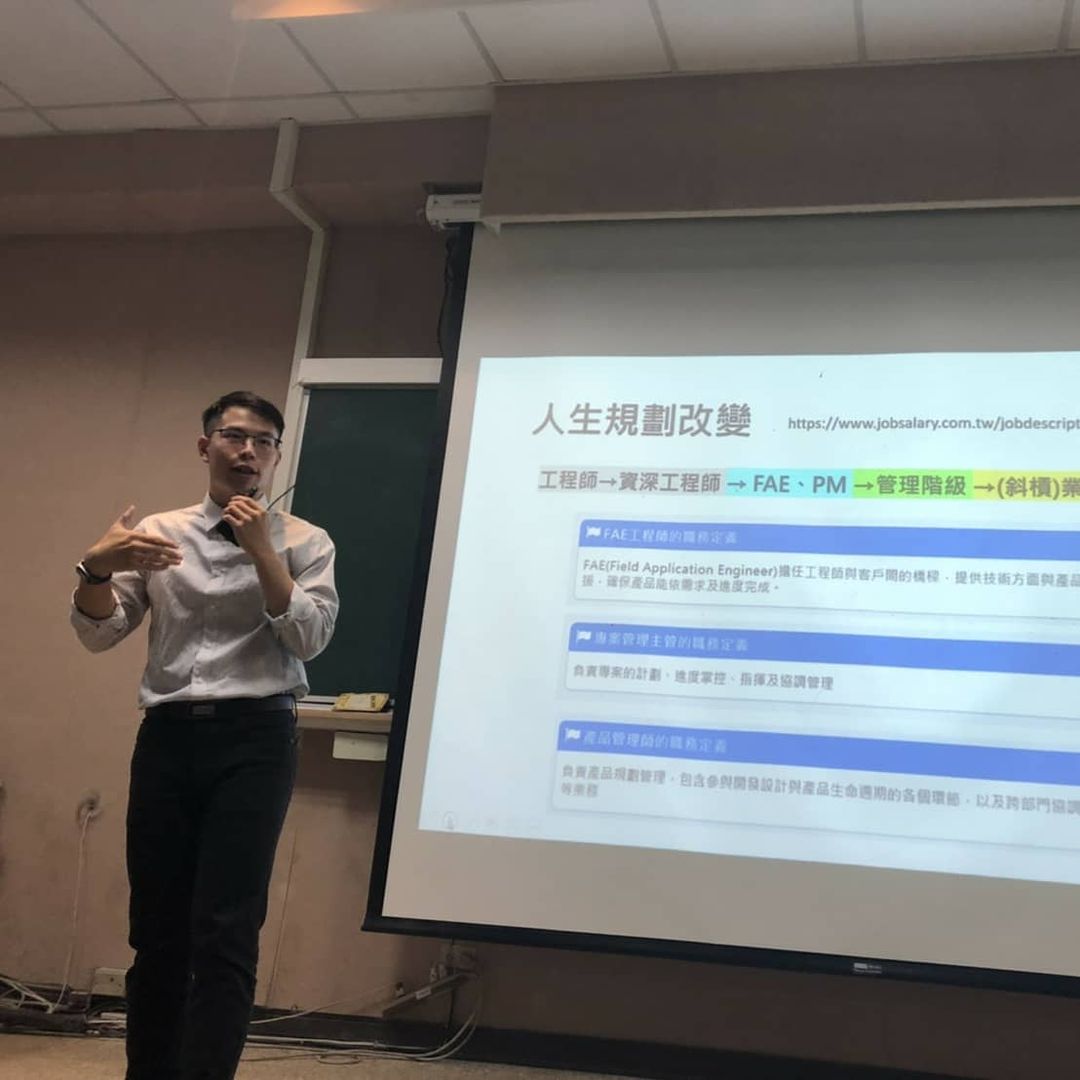 人生規劃改變
https://www.jobsalary.com.tw/jobdescript
工程師→資深工程師 → FAE、PM →管理階級 →(斜槓)業
FAE工程師的職務定義
FAE(Field Application Engineer)擔任工程師與客戶間的橋樑，提供技術方面與產品
援，確保產品能依需求及進度完成。
專案管理主管的職務定義
負責專案的計劃、進度掌控、指揮及協調管理
產品管理師的職務定義
負責產品規劃管理，包含參與開發設計與產品生命週期的各個環節，以及跨部門協調
等業務